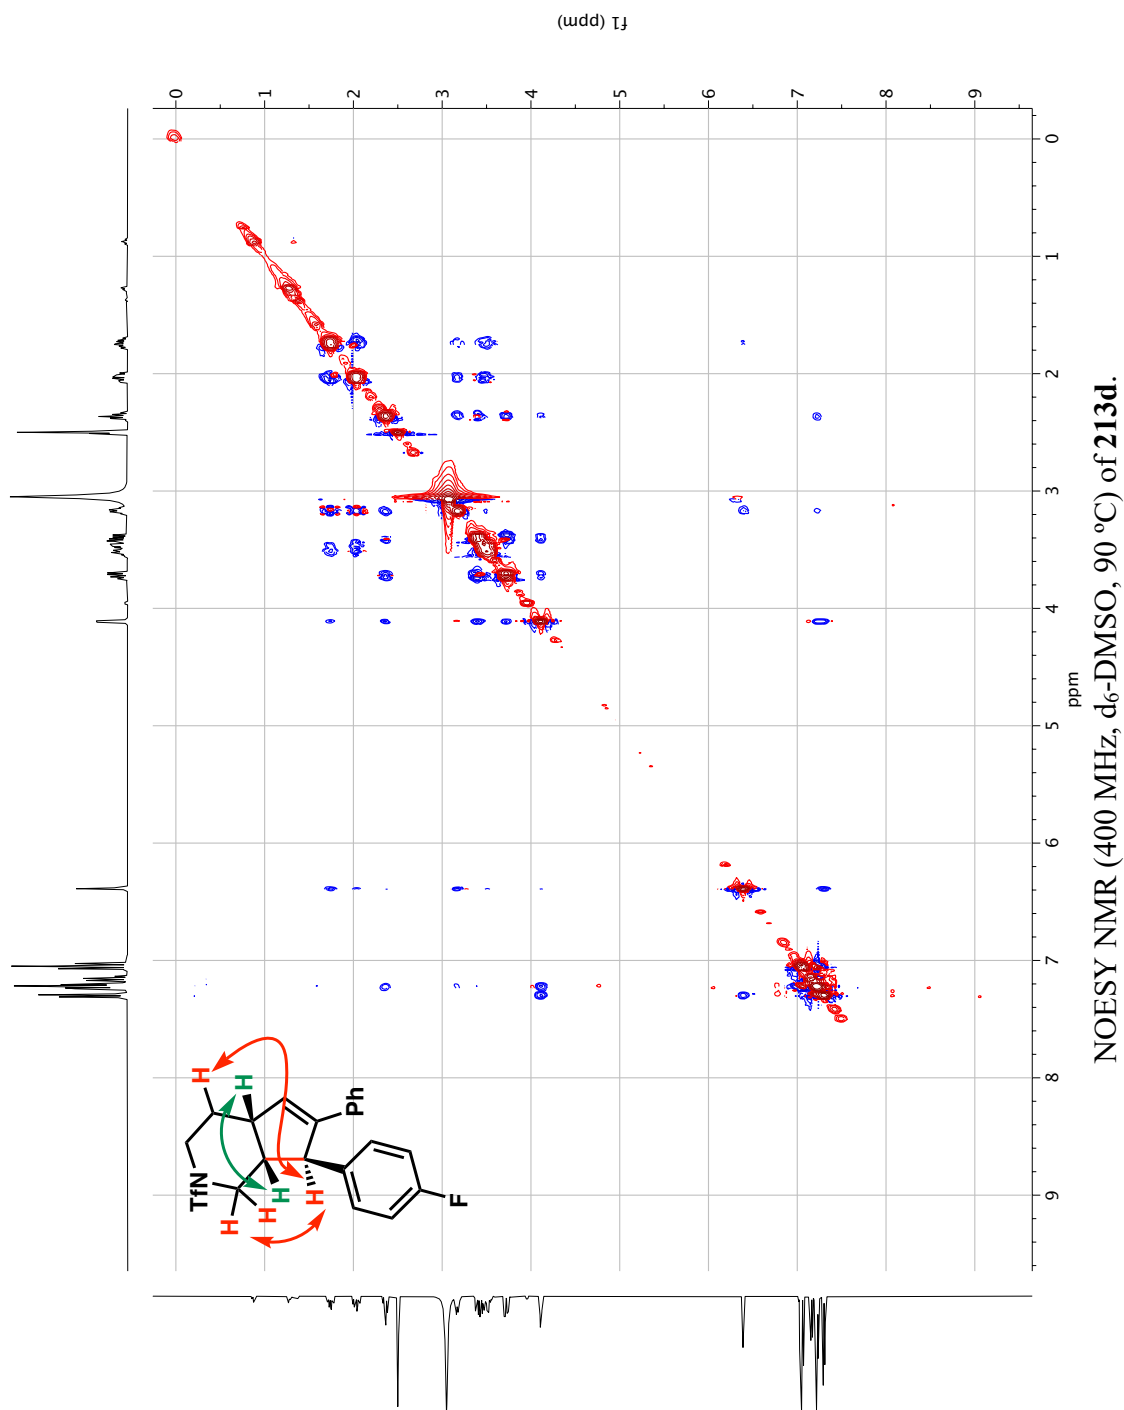 f1 (ppm)
0 1 2 3 4 5 6 7 8 9
0 1 2 3 4 5 6 7 8 9
ppm
H
H
TfN
H
H
H
H
Ph
F
NOESY NMR (400 MHz, d6-DMSO, 90 ºC) of 213d.